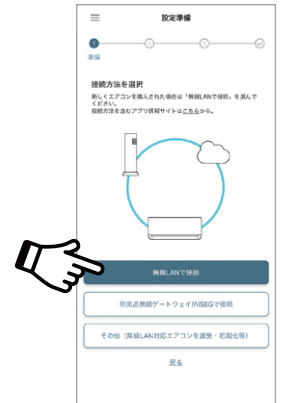 設定準備
準備
接続方法を選択
新しくエアコンを購入された場合は「無線LANで接続」を選んで
ください。
接続方法を含むアプリ情報サイトはこちらから。
無線LANで接続
別売品無線ゲートウェイ/AiSEG で接続
その他（無線LAN対応エアコンを譲受・初期化等）
戻る